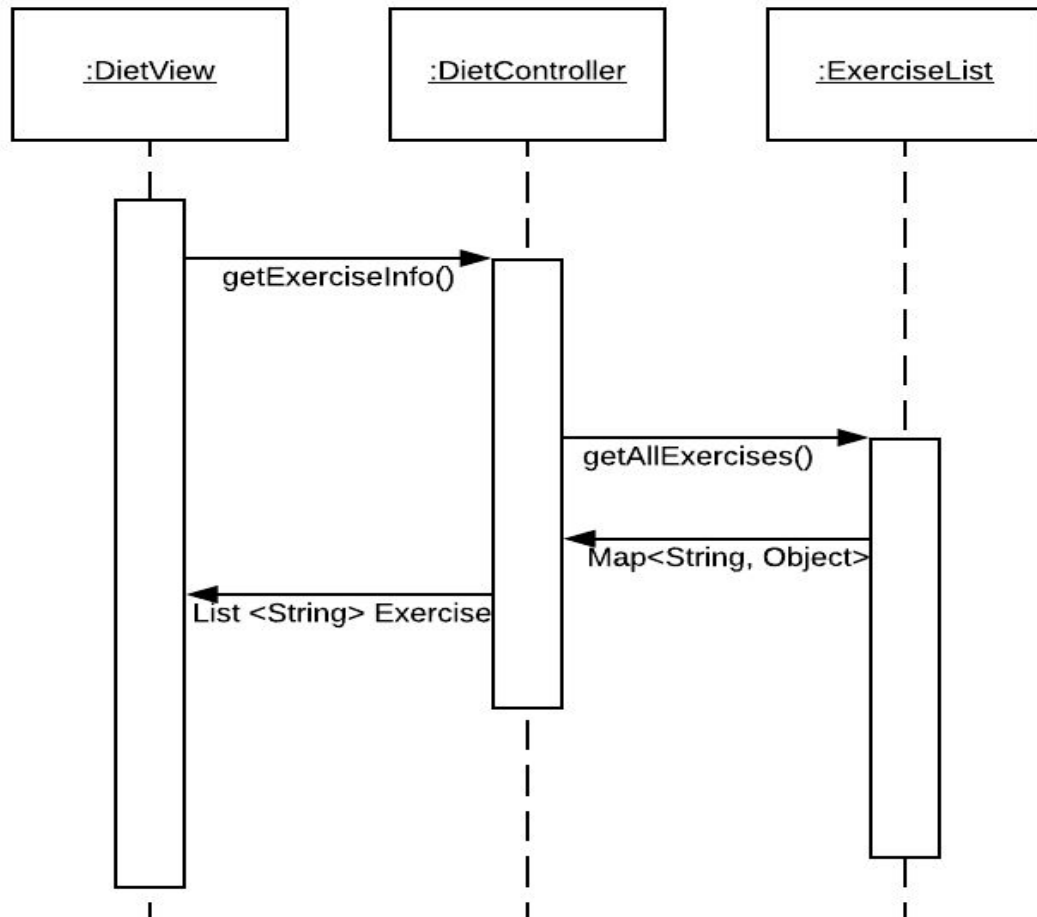 :DietView
:DietController
:ExerciseList
getExerciseInfo()
getAllExercises()
Map<String, Object>
List <String> Exercise